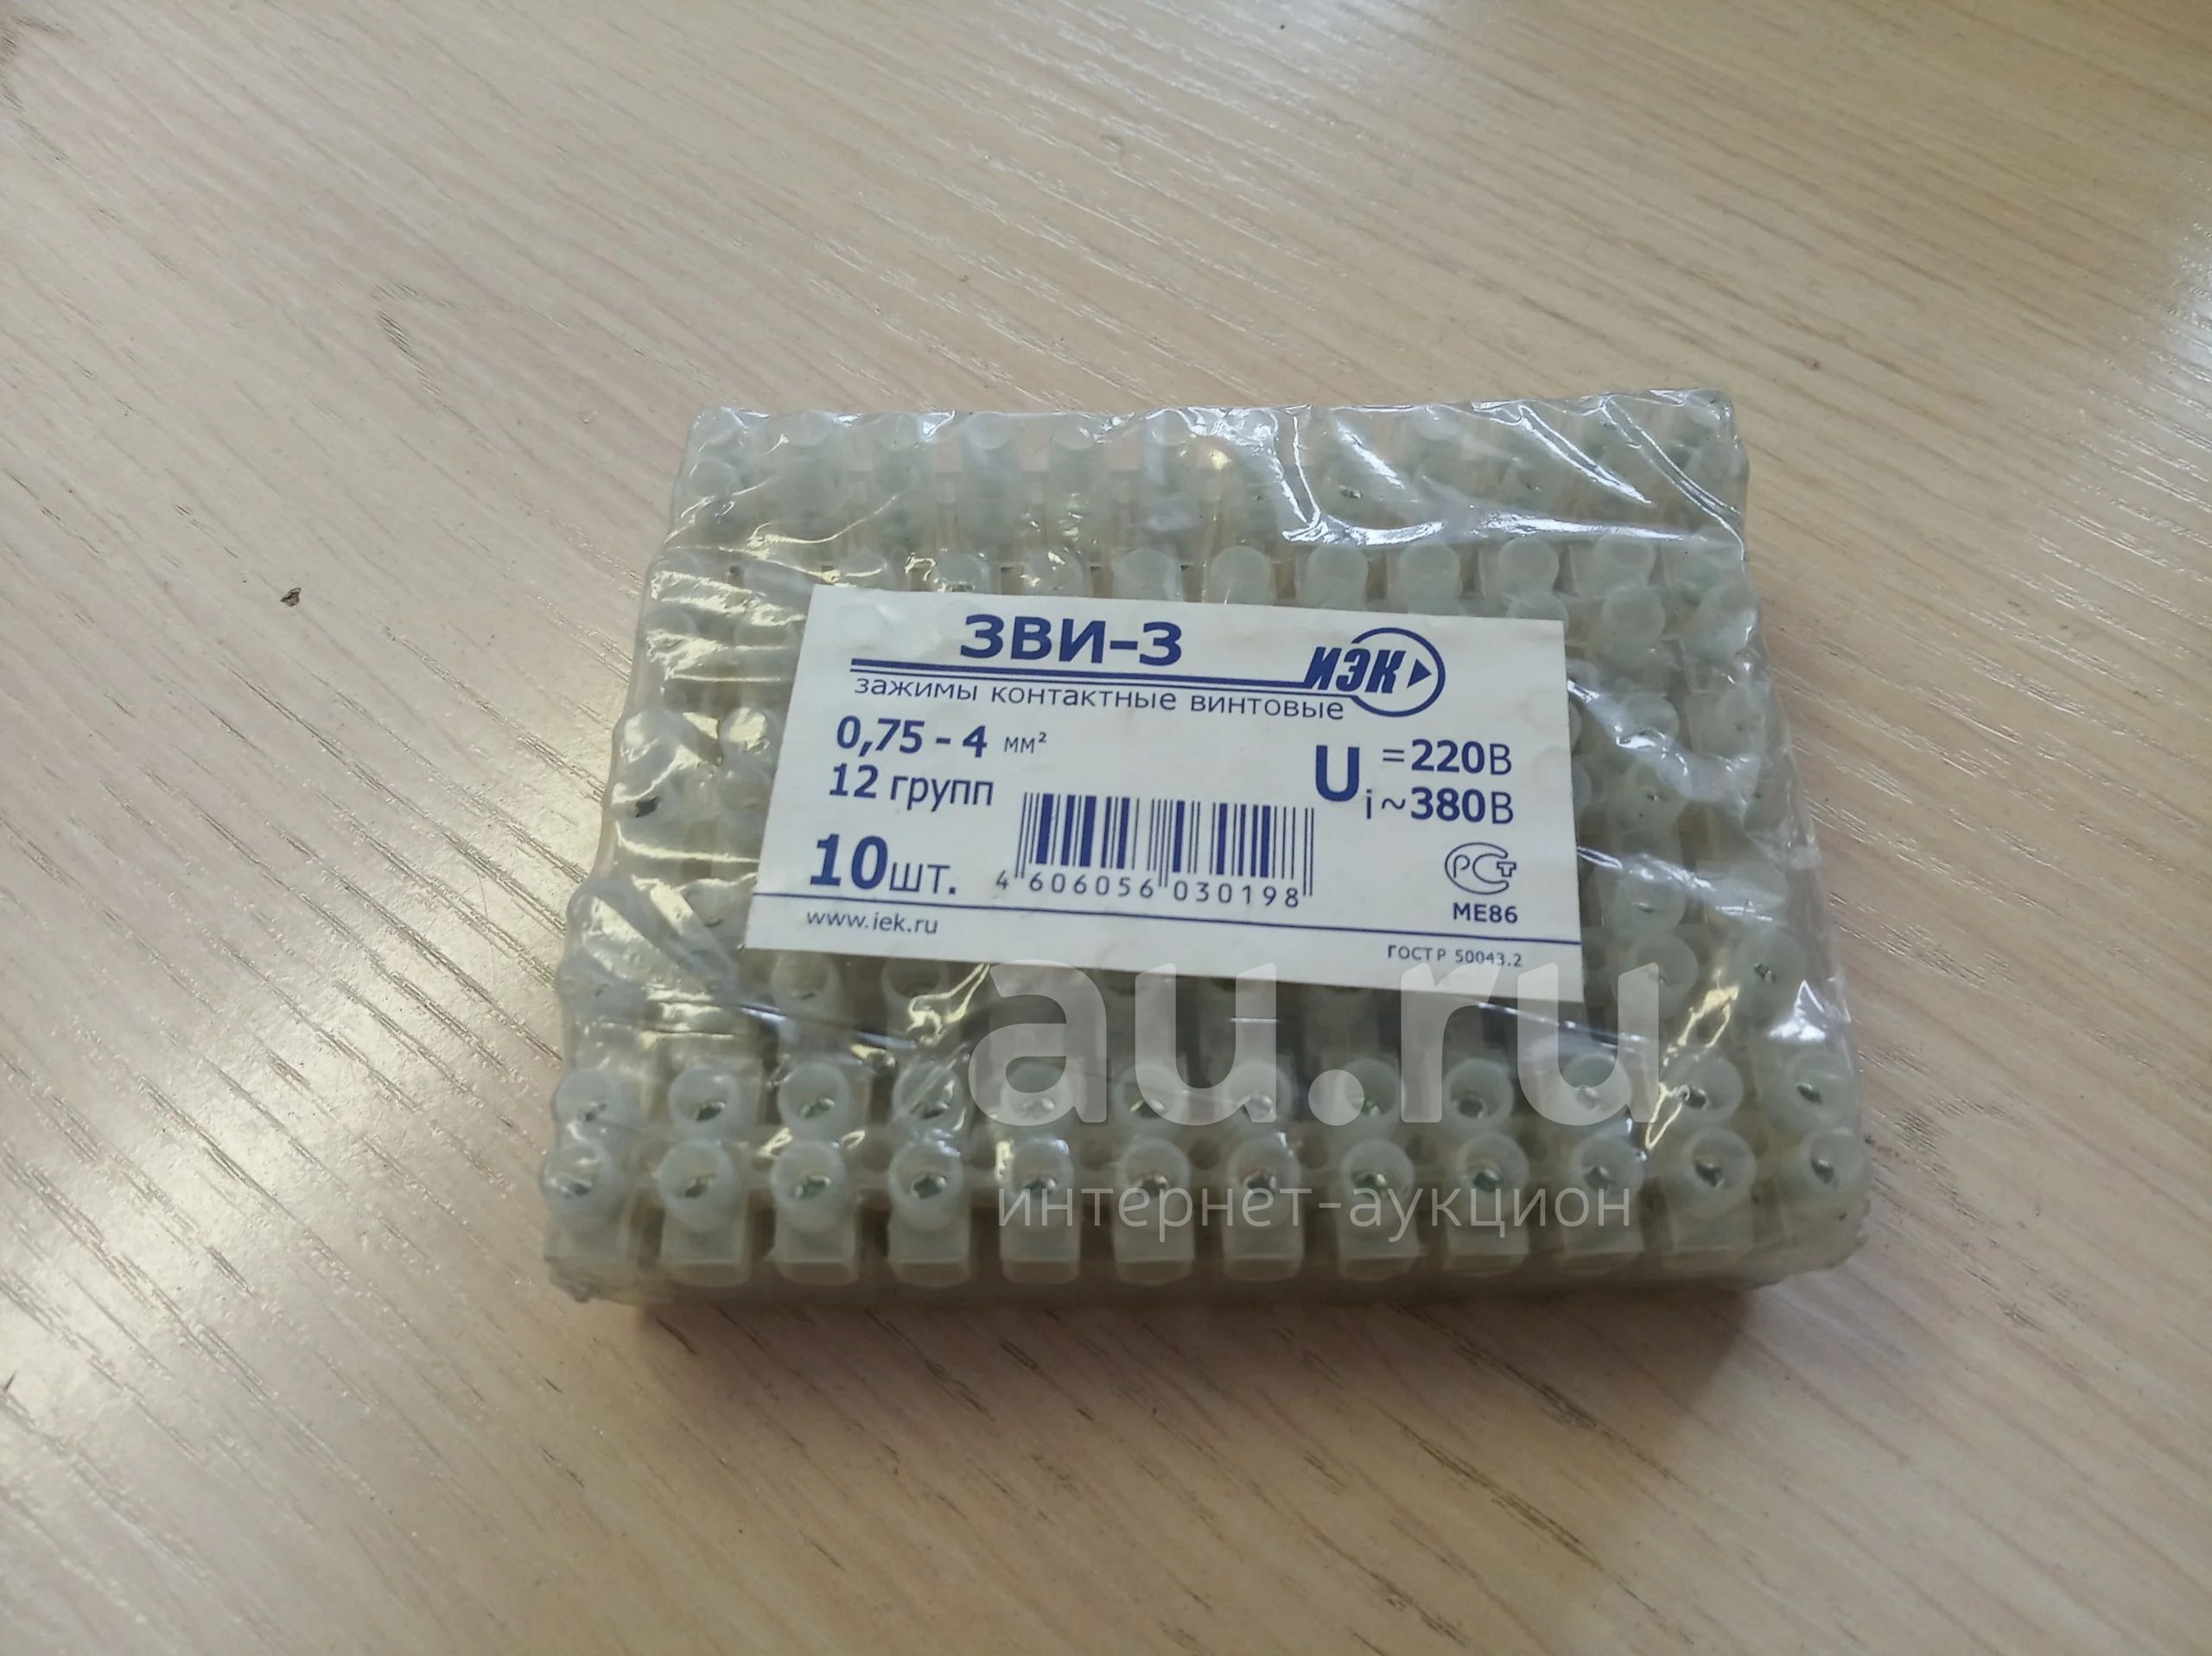 ЗВИ-3
ИЭК
зажимы контактные винтовые
0,75 - 4 мм²
12 групп
U =220В
i ~380В
10шт.
4 606056 030198
РСТ
МЕ86
www.iek.ru
ГОСТ Р 50043.2
au.ru
интернет-аукцион